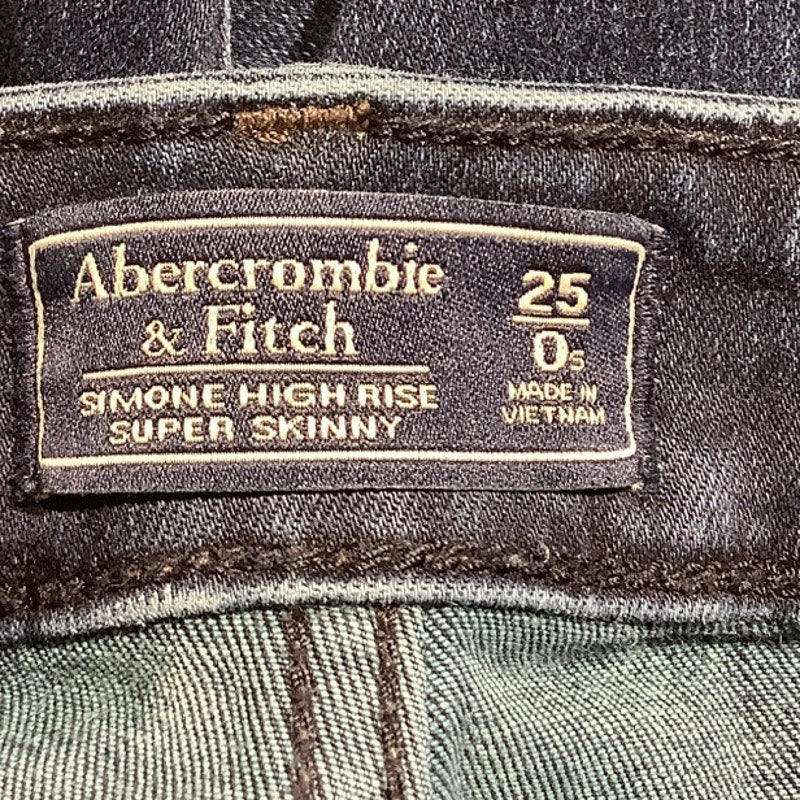 Abercrombie
& Fitch
SIMONE HIGH RISE
SUPER SKINNY
25
0S
MADE IN
VIETNAM